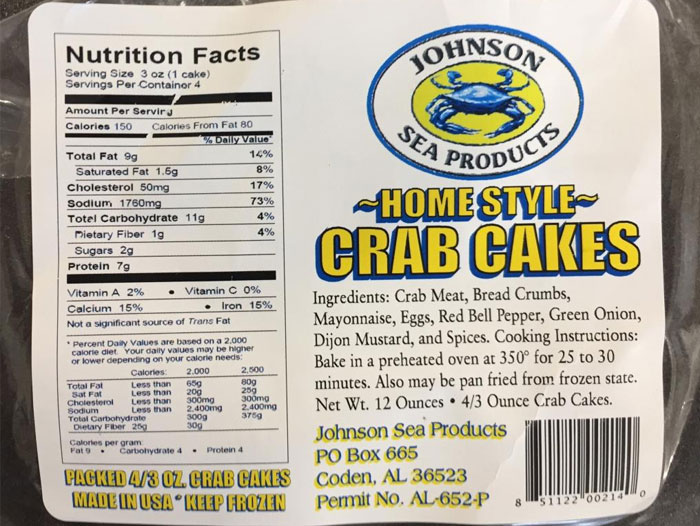 Nutrition Facts
Serving Size 3 oz (1 cake)
Servings Per Container 4
Amount Per Serving
Calories 150 Calories From Fat 80
% Daily Value*
Total Fat 9g 14%
Saturated Fat 1.5g 8%
Cholesterol 50mg 17%
Sodium 1760mg 73%
Total Carbohydrate 11g 4%
Dietary Fiber 1g 4%
Sugars 2g
Protein 7g
Vitamin A 2% • Vitamin C 0%
Calcium 15% • Iron 15%
Not a significant source of Trans Fat
* Percent Daily Values are based on a 2,000
calorie diet. Your daily values may be higher
or lower depending on your calorie needs:
Calories: 2,000 2,500
Total Fat Less than 65g 80g
Sat Fat Less than 20g 25g
Cholesterol Less than 300mg 300mg
Sodium Less than 2,400mg 2,400mg
Total Carbohydrate 300g 375g
Dietary Fiber 25g 30g
Calories per gram:
Fat 9 • Carbohydrate 4 • Protein 4
PACKED 4/3 OZ. CRAB CAKES
MADE IN USA • KEEP FROZEN
JOHNSON
SEA PRODUCTS
~HOME STYLE~
CRAB CAKES
Ingredients: Crab Meat, Bread Crumbs,
Mayonnaise, Eggs, Red Bell Pepper, Green Onion,
Dijon Mustard, and Spices. Cooking Instructions:
Bake in a preheated oven at 350° for 25 to 30
minutes. Also may be pan fried from frozen state.
Net Wt. 12 Ounces • 4/3 Ounce Crab Cakes.
Johnson Sea Products
PO Box 665
Coden, AL 36523
Permit No. AL-652-P
8 51122 00214 0